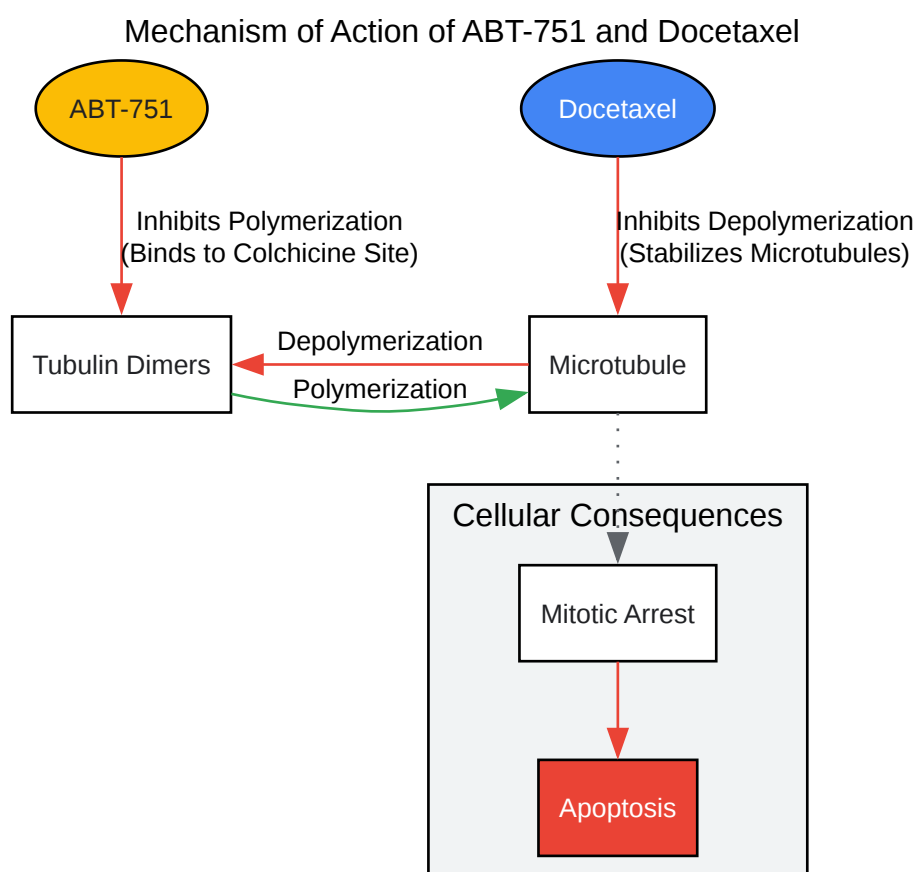 Mechanism of Action of ABT-751 and Docetaxel
ABT-751
Docetaxel
Inhibits Polymerization
(Binds to Colchicine Site)
Inhibits Depolymerization
(Stabilizes Microtubules)
Tubulin Dimers
Depolymerization
Polymerization
Microtubule
Cellular Consequences
Mitotic Arrest
Apoptosis